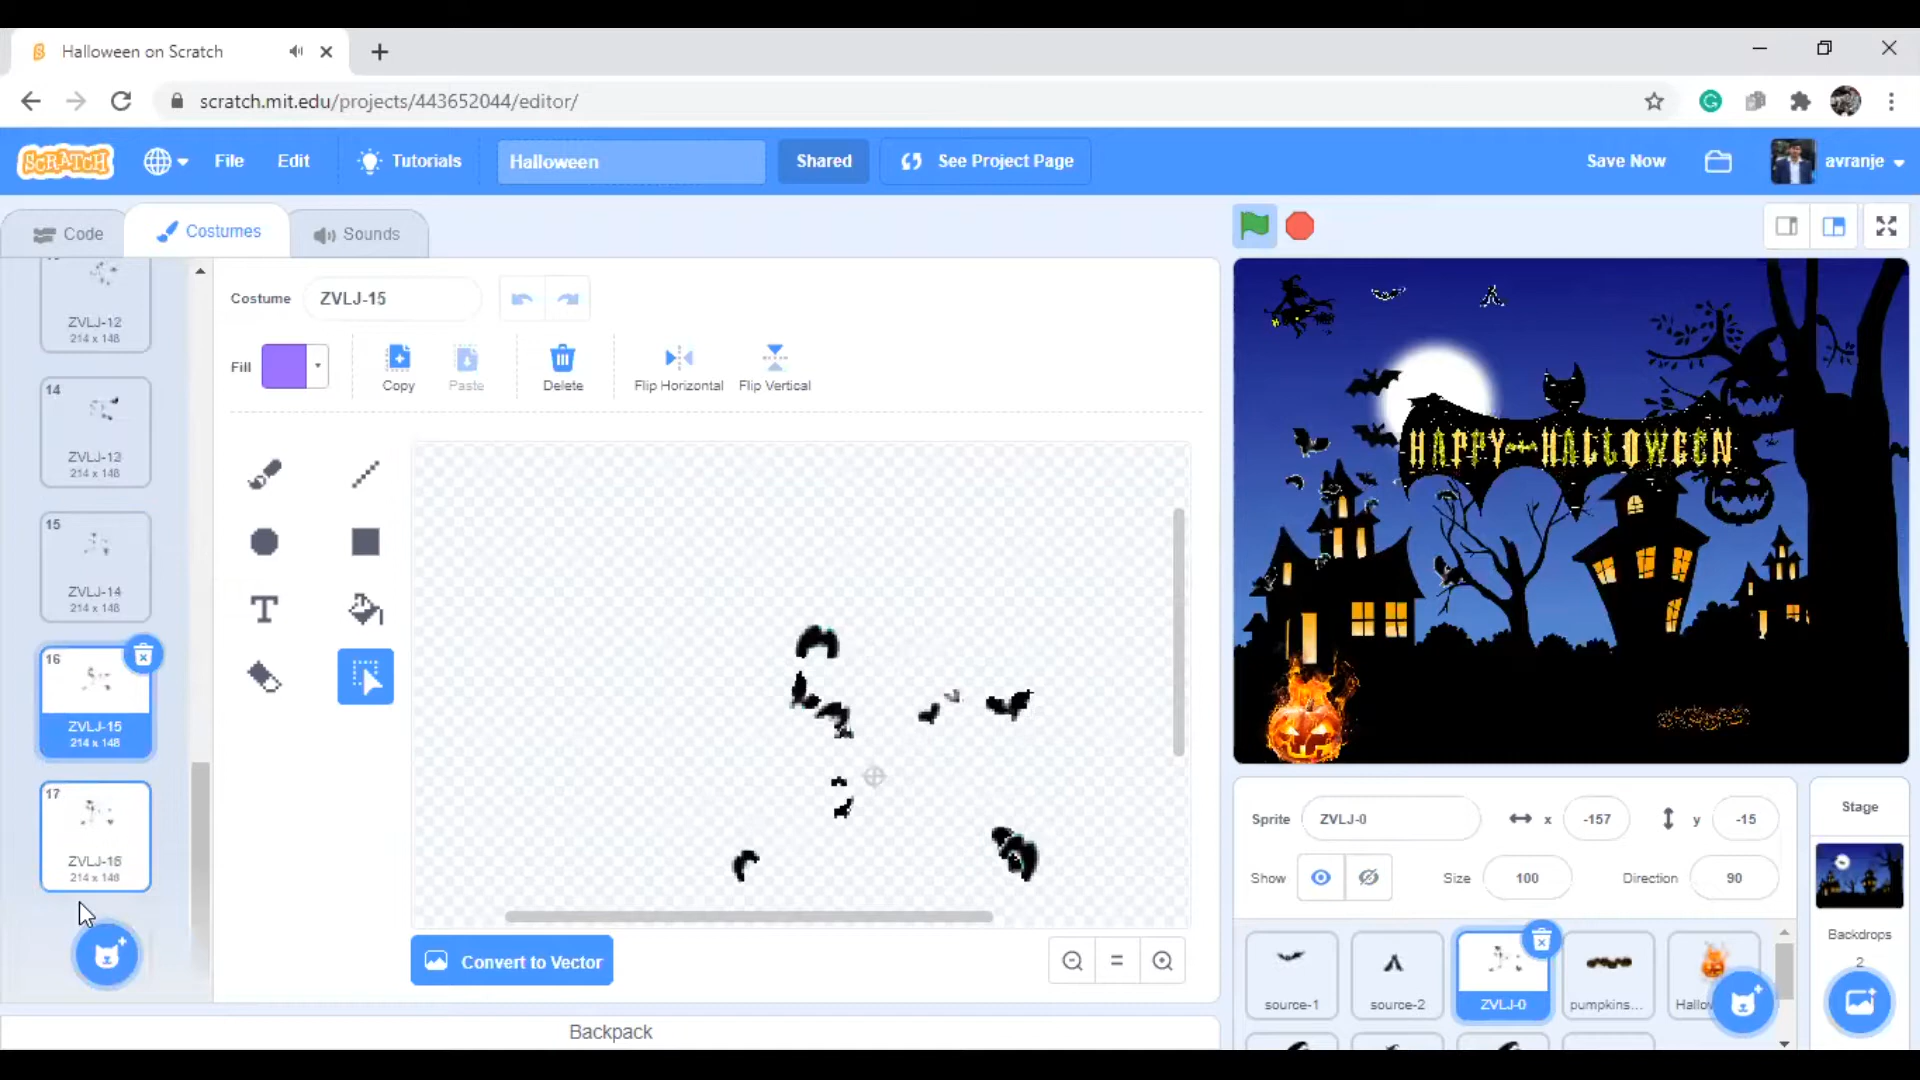 Halloween on Scratch
scratch.mit.edu/projects/443652044/editor/
SCRATCH
File
Edit
Tutorials
Halloween
Shared
See Project Page
Save Now
avranje
Code
Costumes
Sounds
ZVLJ-12
214 x 148
14
ZVLJ-13
214 x 148
15
ZVLJ-14
214 x 148
16
ZVLJ-15
214 x 148
17
ZVLJ-16
214 x 148
Costume
ZVLJ-15
Fill
Copy
Paste
Delete
Flip Horizontal
Flip Vertical
T
Convert to Vector
Backpack
HAPPY HALLOWEEN
Sprite
ZVLJ-0
x
-157
y
-15
Show
Size
100
Direction
90
source-1
source-2
ZVLJ-0
pumpkins...
Hallo
Stage
Backdrops
2